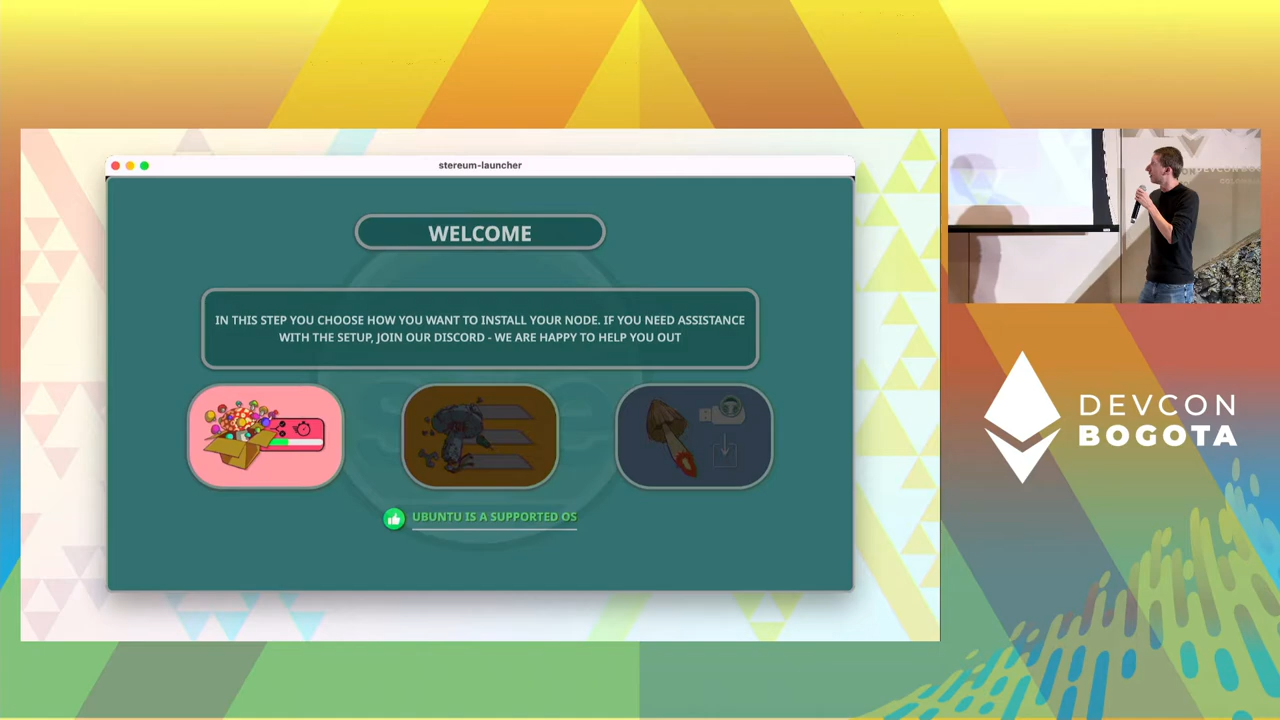 stereum-launcher
WELCOME
IN THIS STEP YOU CHOOSE HOW YOU WANT TO INSTALL YOUR NODE. IF YOU NEED ASSISTANCE
WITH THE SETUP, JOIN OUR DISCORD - WE ARE HAPPY TO HELP YOU OUT
UBUNTU IS A SUPPORTED OS
DEVCON
BOGOTA